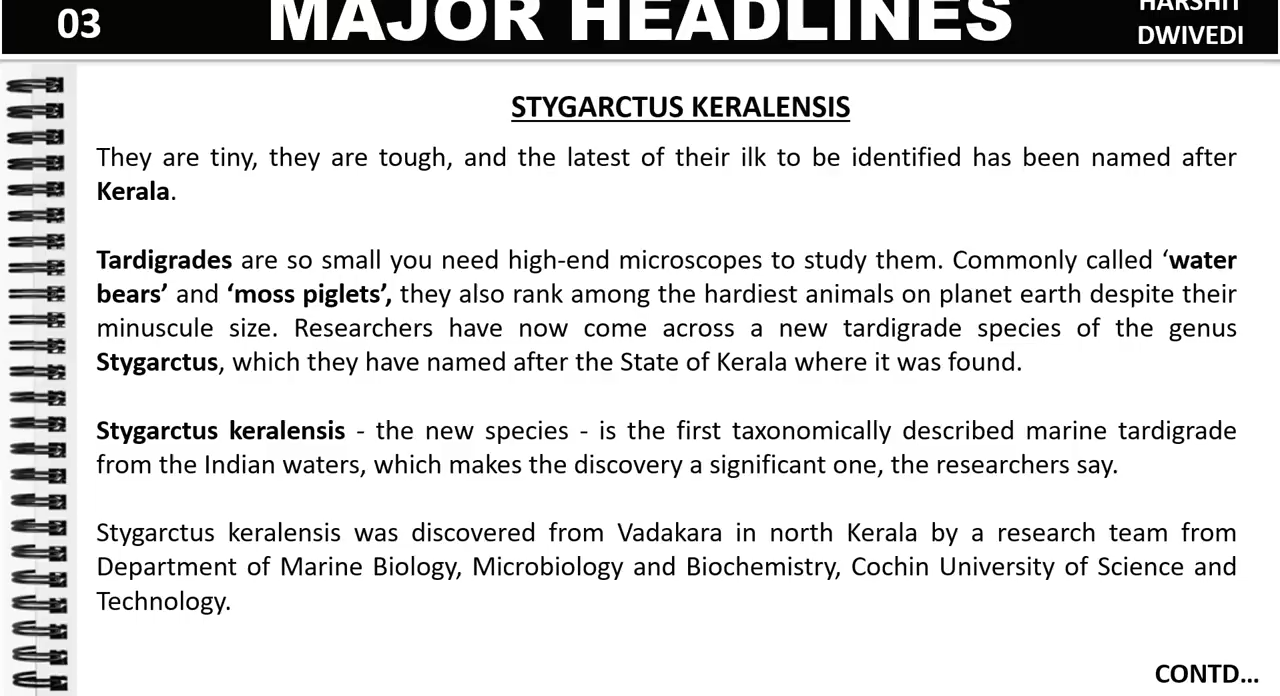 03
MAJOR HEADLINES
HARSHIT
DWIVEDI
STYGARCTUS KERALENSIS
They are tiny, they are tough, and the latest of their ilk to be identified has been named after
Kerala.
Tardigrades are so small you need high-end microscopes to study them. Commonly called ‘water
bears’ and ‘moss piglets’, they also rank among the hardiest animals on planet earth despite their
minuscule size. Researchers have now come across a new tardigrade species of the genus
Stygarctus, which they have named after the State of Kerala where it was found.
Stygarctus keralensis - the new species - is the first taxonomically described marine tardigrade
from the Indian waters, which makes the discovery a significant one, the researchers say.
Stygarctus keralensis was discovered from Vadakara in north Kerala by a research team from
Department of Marine Biology, Microbiology and Biochemistry, Cochin University of Science and
Technology.
CONTD...